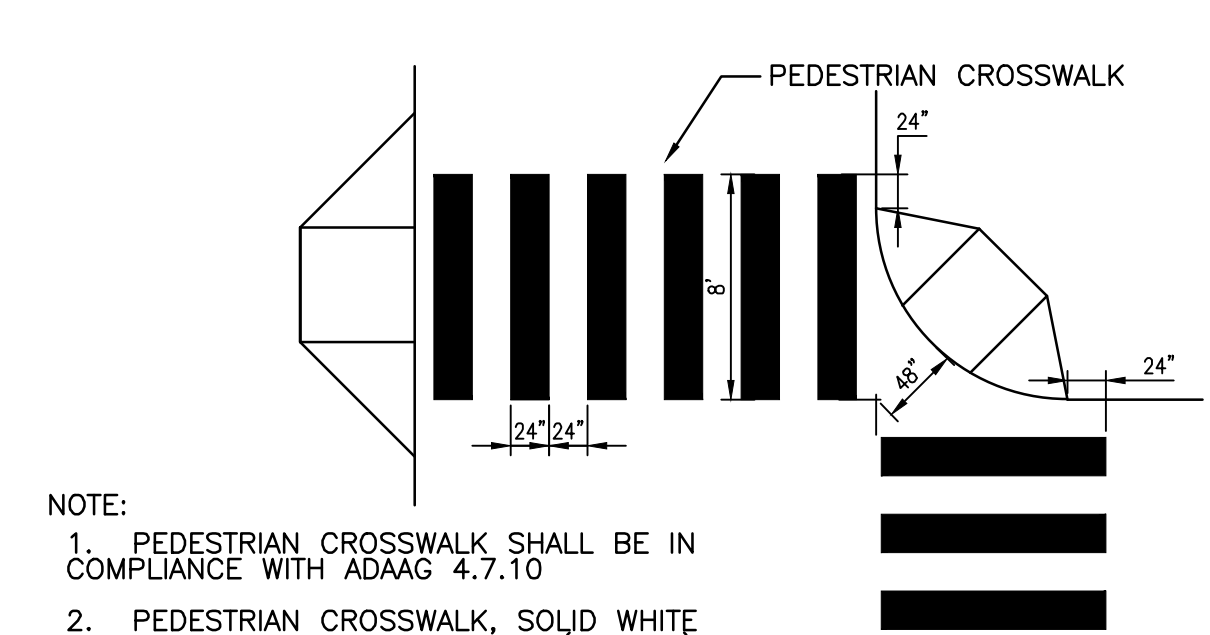 PEDESTRIAN CROSSWALK
24"
8'
48"
24"
24" 24"
NOTE:
1. PEDESTRIAN CROSSWALK SHALL BE IN
COMPLIANCE WITH ADAAG 4.7.10
2. PEDESTRIAN CROSSWALK, SOLID WHITE